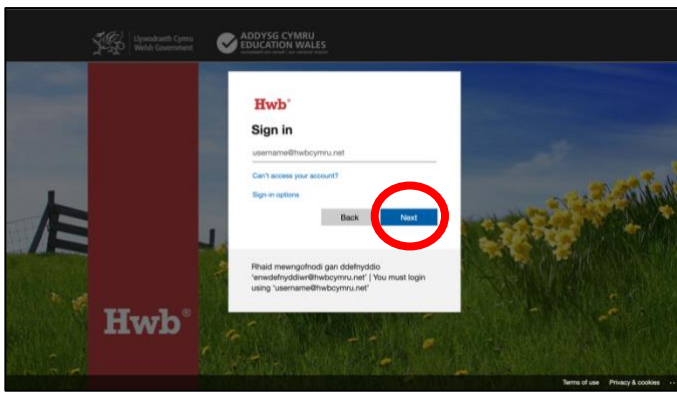 Llywodraeth Cymru
Welsh Government
ADDYSG CYMRU
EDUCATION WALES
Hwb®
Sign in
username@hwbcymru.net
Can't access your account?
Sign-in options
Back
Next
Rhaid mewngofnodi gan ddefnyddio
'enwdefnyddiwr@hwbcymru.net' | You must login
using 'username@hwbcymru.net'
Hwb®
Terms of use
Privacy & cookies